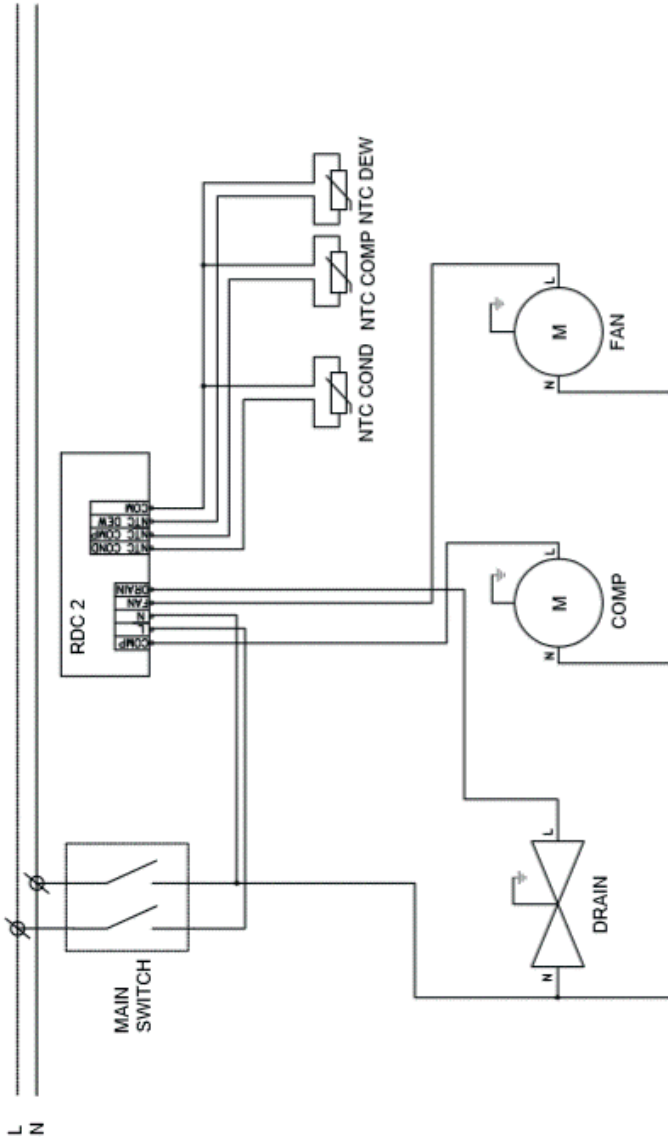 L
N
MAIN
SWITCH
RDC 2
COMP
L
N
FAN
DRAIN
NTC COND
NTC COMP
NTC DEW
COM
NTC COND
NTC COMP
NTC DEW
N
L
DRAIN
N
M
L
COMP
N
M
L
FAN